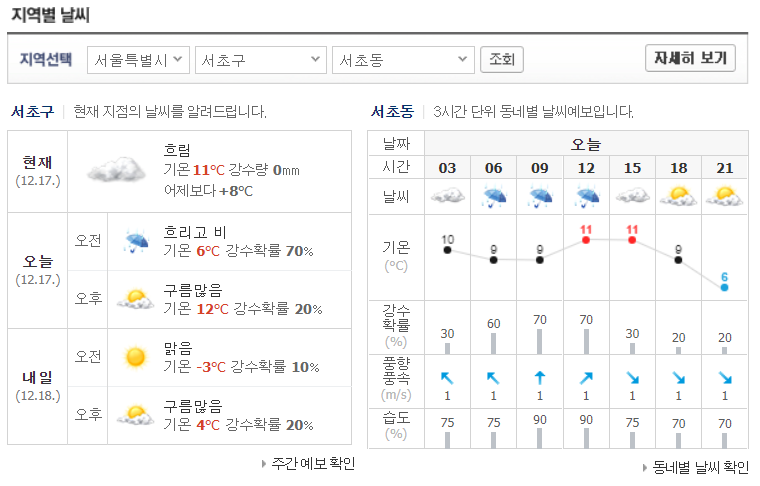 지역별 날씨
지역선택 서울특별시 서초구 서초동 조회 자세히 보기
서초구 현재 지점의 날씨를 알려드립니다.
현재
(12.17.)
흐림
기온 11℃ 강수량 0mm
어제보다 +8℃
오늘
(12.17.)
오전
흐리고 비
기온 6℃ 강수확률 70%
오후
구름많음
기온 12℃ 강수확률 20%
내일
(12.18.)
오전
맑음
기온 -3℃ 강수확률 10%
오후
구름많음
기온 4℃ 강수확률 20%
주간예보 확인
서초동 3시간 단위 동네별 날씨예보입니다.
날짜 오늘
시간 03 06 09 12 15 18 21
날씨
기온
(℃)
10 9 9 11 11 9 6
강수
확률
(%)
30 60 70 70 30 20 20
풍향
풍속
(m/s)
1 1 1 1 1 1 1
습도
(%)
75 75 90 90 75 70 70
동네별 날씨 확인